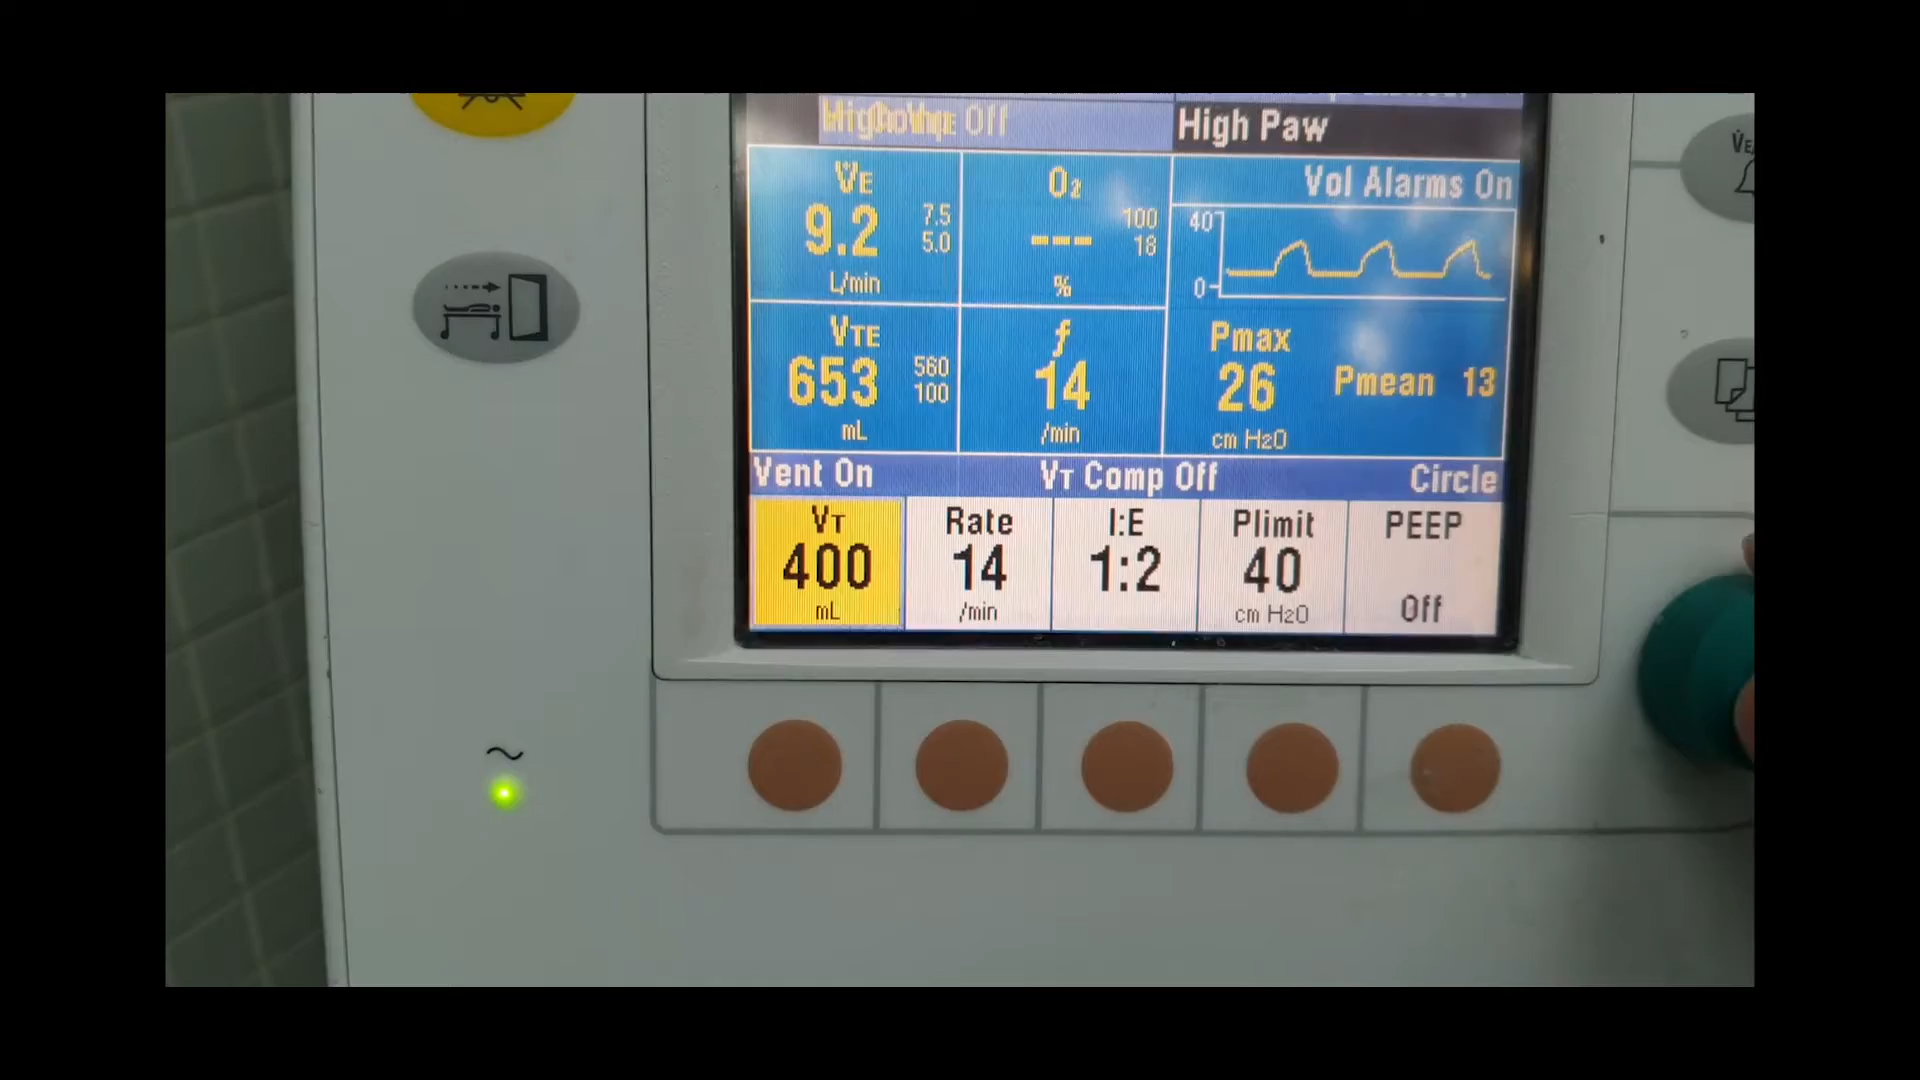 High Paw
V̇E
O2
Vol Alarms On
9.2
7.5
5.0
---
100
18
40
0
L/min
%
VTE
f
Pmax
653
560
100
14
26
Pmean 13
mL
/min
cm H2O
Vent On
VT Comp Off
Circle
VT
Rate
I:E
Plimit
PEEP
400
14
1:2
40
Off
mL
/min
cm H2O